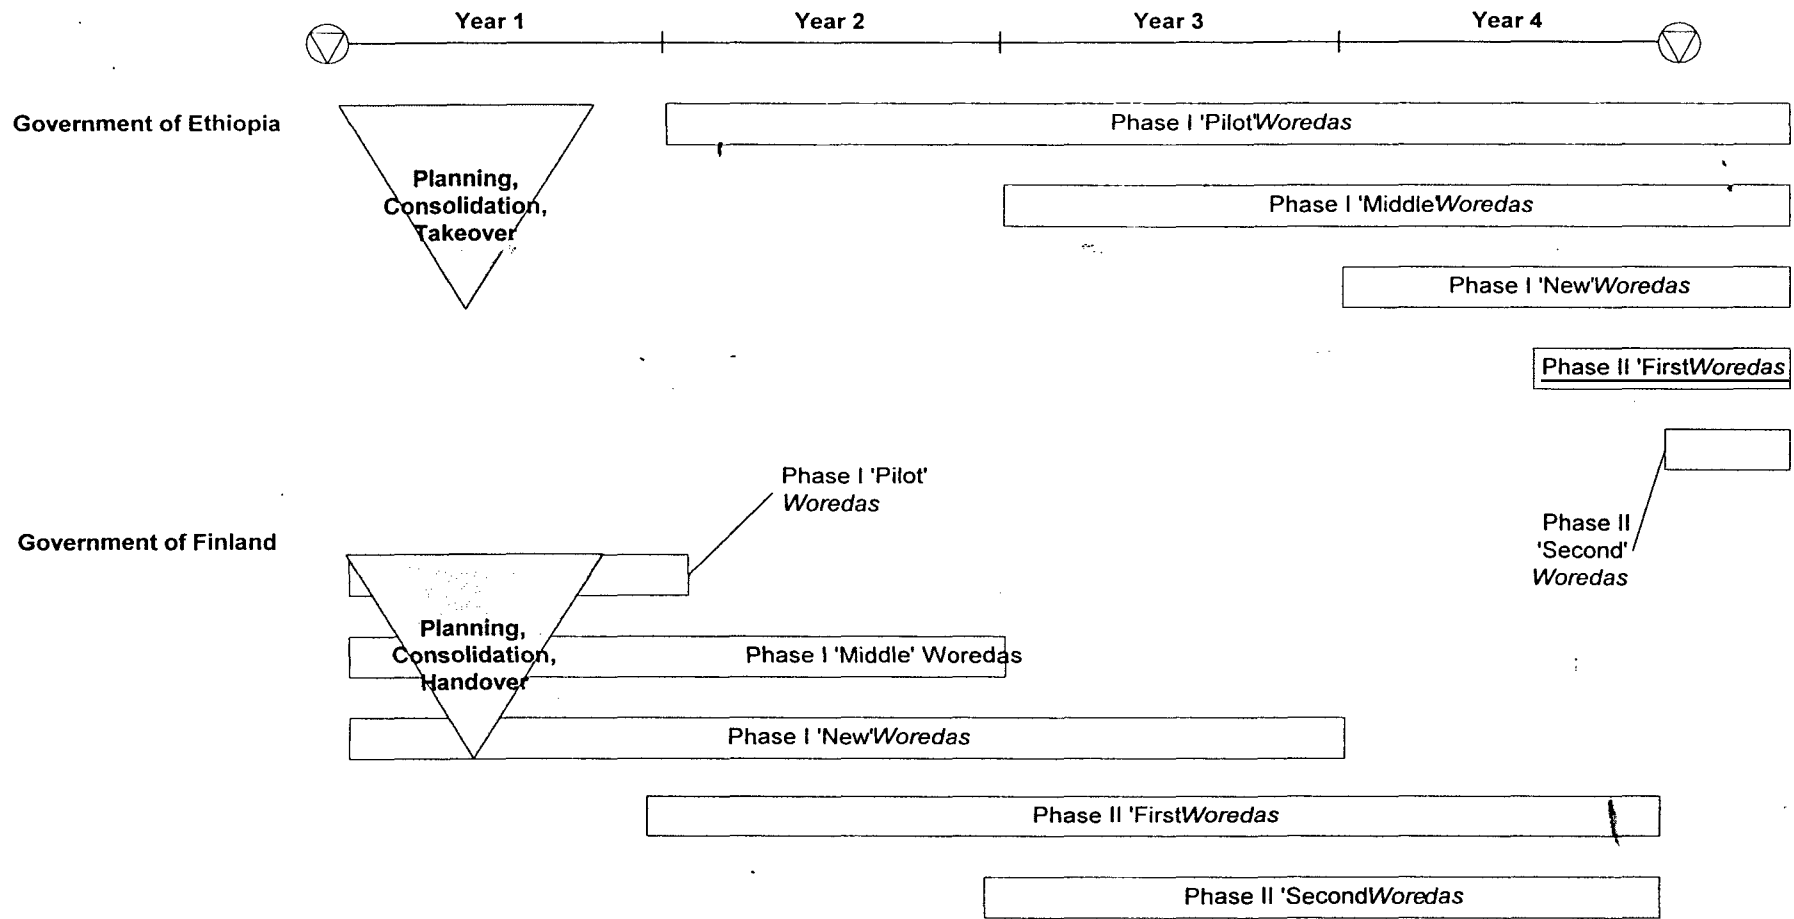 Year 1
Year 2
Year 3
Year 4
Government of Ethiopia
Phase I 'Pilot'Woredas
Planning,
Consolidation,
Takeover
Phase I 'Middle'Woredas
Phase I 'New'Woredas
Phase II 'FirstWoredas
Phase I 'Pilot'
Woredas
Phase II
'Second'
Woredas
Government of Finland
Planning,
Consolidation,
Handover
Phase I 'Middle' Woredas
Phase I 'New'Woredas
Phase II 'FirstWoredas
Phase II 'SecondWoredas